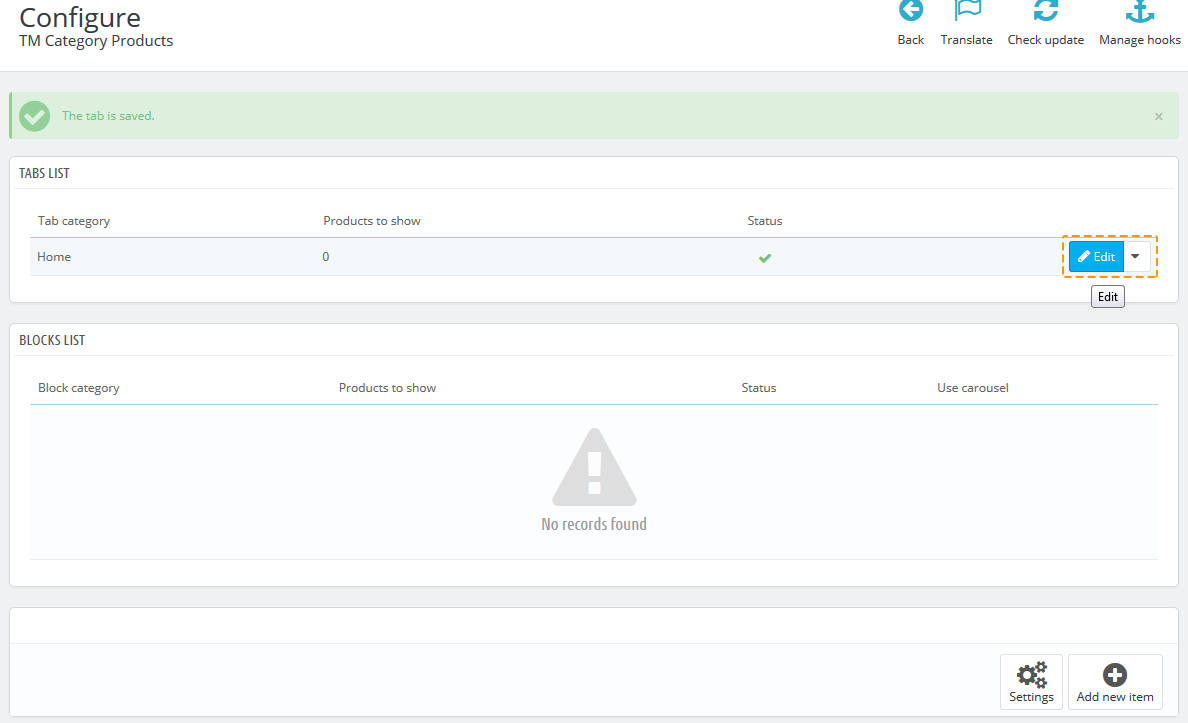 Configure
TM Category Products
Back Translate Check update Manage hooks
The tab is saved.
×
TABS LIST
Tab category Products to show Status
Home 0 Edit
Edit
BLOCKS LIST
Block category Products to show Status Use carousel
No records found
Settings Add new item